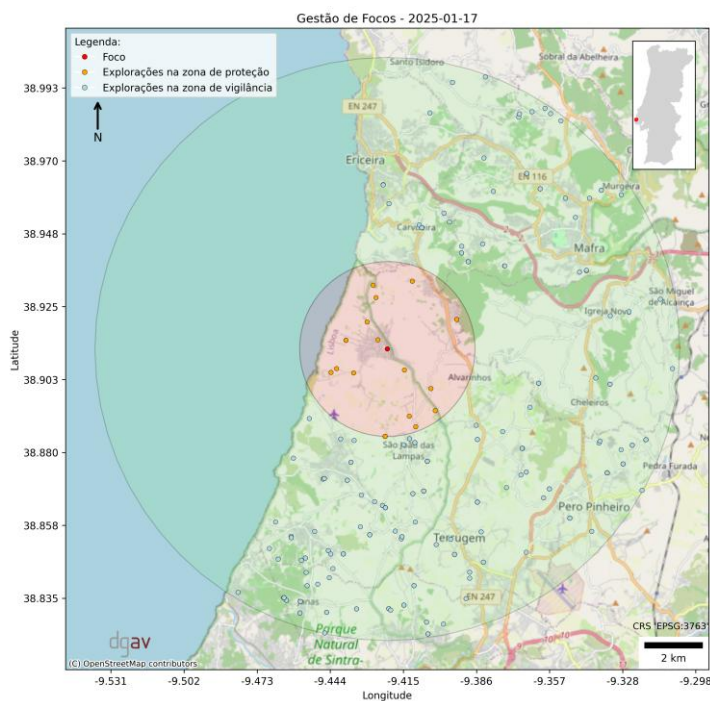 Gestão de Focos - 2025-01-17
Legenda:
Foco
Explorações na zona de proteção
Explorações na zona de vigilância
N
Santo Isidoro
Sobral da Abelheira
EN 247
Ericeira
EN 116
Murgeira
Carvoeira
Mafra
São Miguel
de Alcainça
Igreja Nova
Lisboa
Alvarinhos
Cheleiros
São João das
Lampas
Pedra Furada
Pero Pinheiro
Terrugem
EN 247
Parque
Natural
de Sintra-
dgav
(C) OpenStreetMap contributors
CRS 'EPSG:3763'
2 km
38.993
38.970
38.948
38.925
38.903
38.880
38.858
38.835
Latitude
-9.531
-9.502
-9.473
-9.444
-9.415
-9.386
-9.357
-9.328
-9.298
Longitude